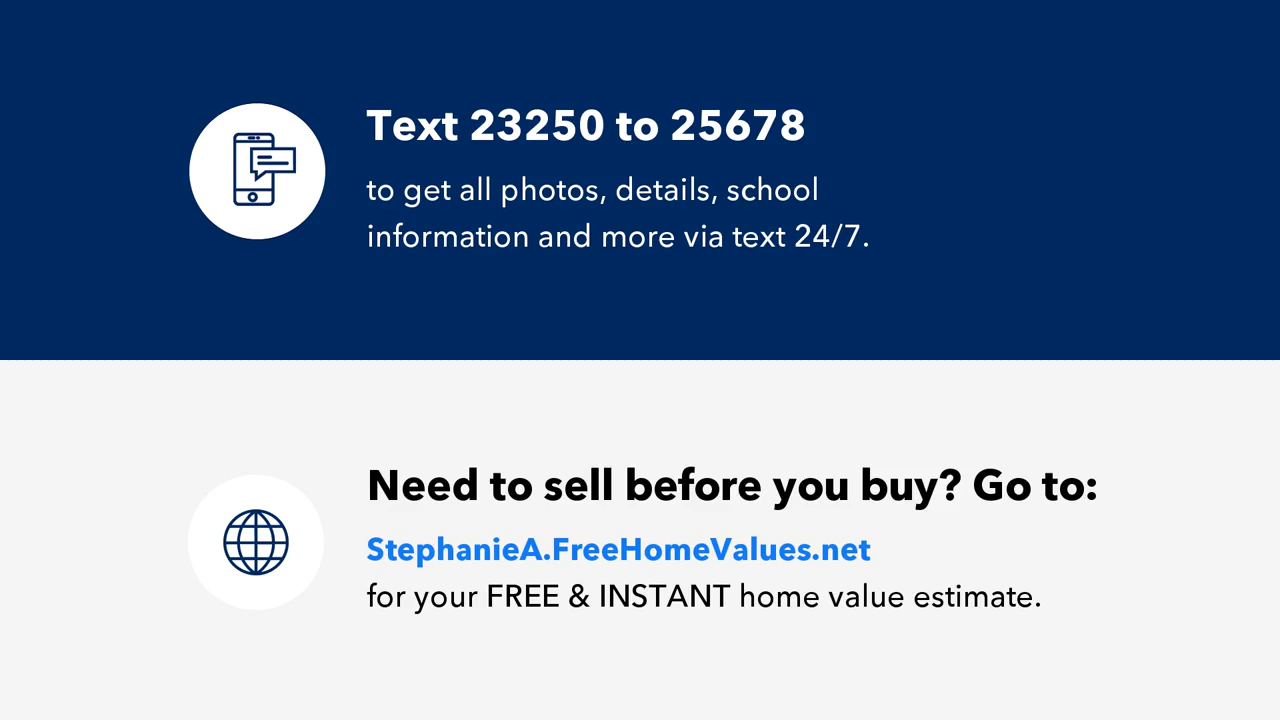 Text 23250 to 25678
to get all photos, details, school
information and more via text 24/7.
Need to sell before you buy? Go to:
StephanieA.FreeHomeValues.net
for your FREE & INSTANT home value estimate.